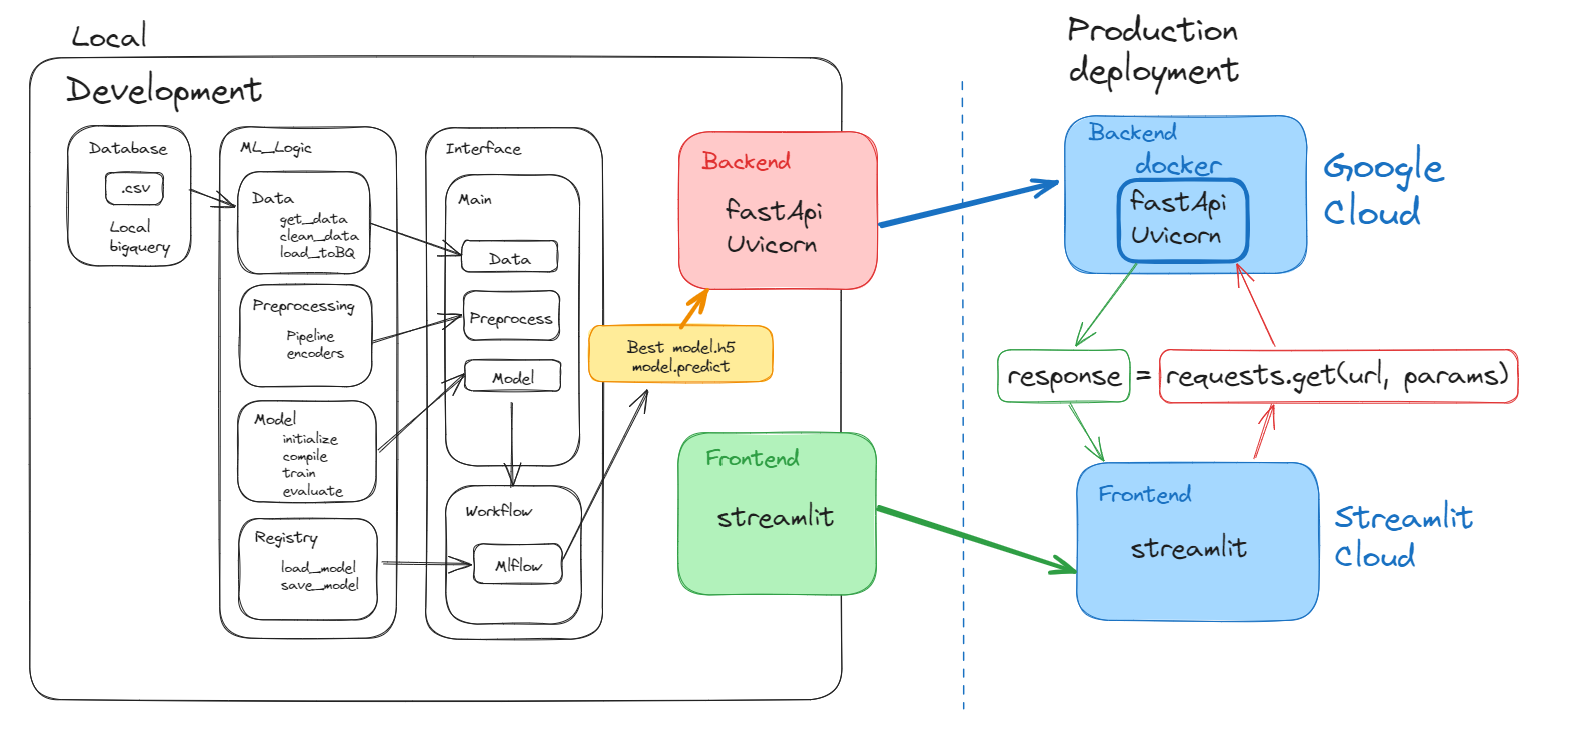 Local
Development
Database
.csv
Local
bigquery
ML_Logic
Data
get_data
clean_data
load_toBQ
Preprocessing
Pipeline
encoders
Model
initialize
compile
train
evaluate
Registry
load_model
save_model
Interface
Main
Data
Preprocess
Model
Workflow
Mlflow
Best model.h5
model.predict
Backend
fastApi
Uvicorn
Frontend
streamlit
Production
deployment
Backend
docker
fastApi
Uvicorn
Google
Cloud
response = requests.get(url, params)
Frontend
streamlit
Streamlit
Cloud